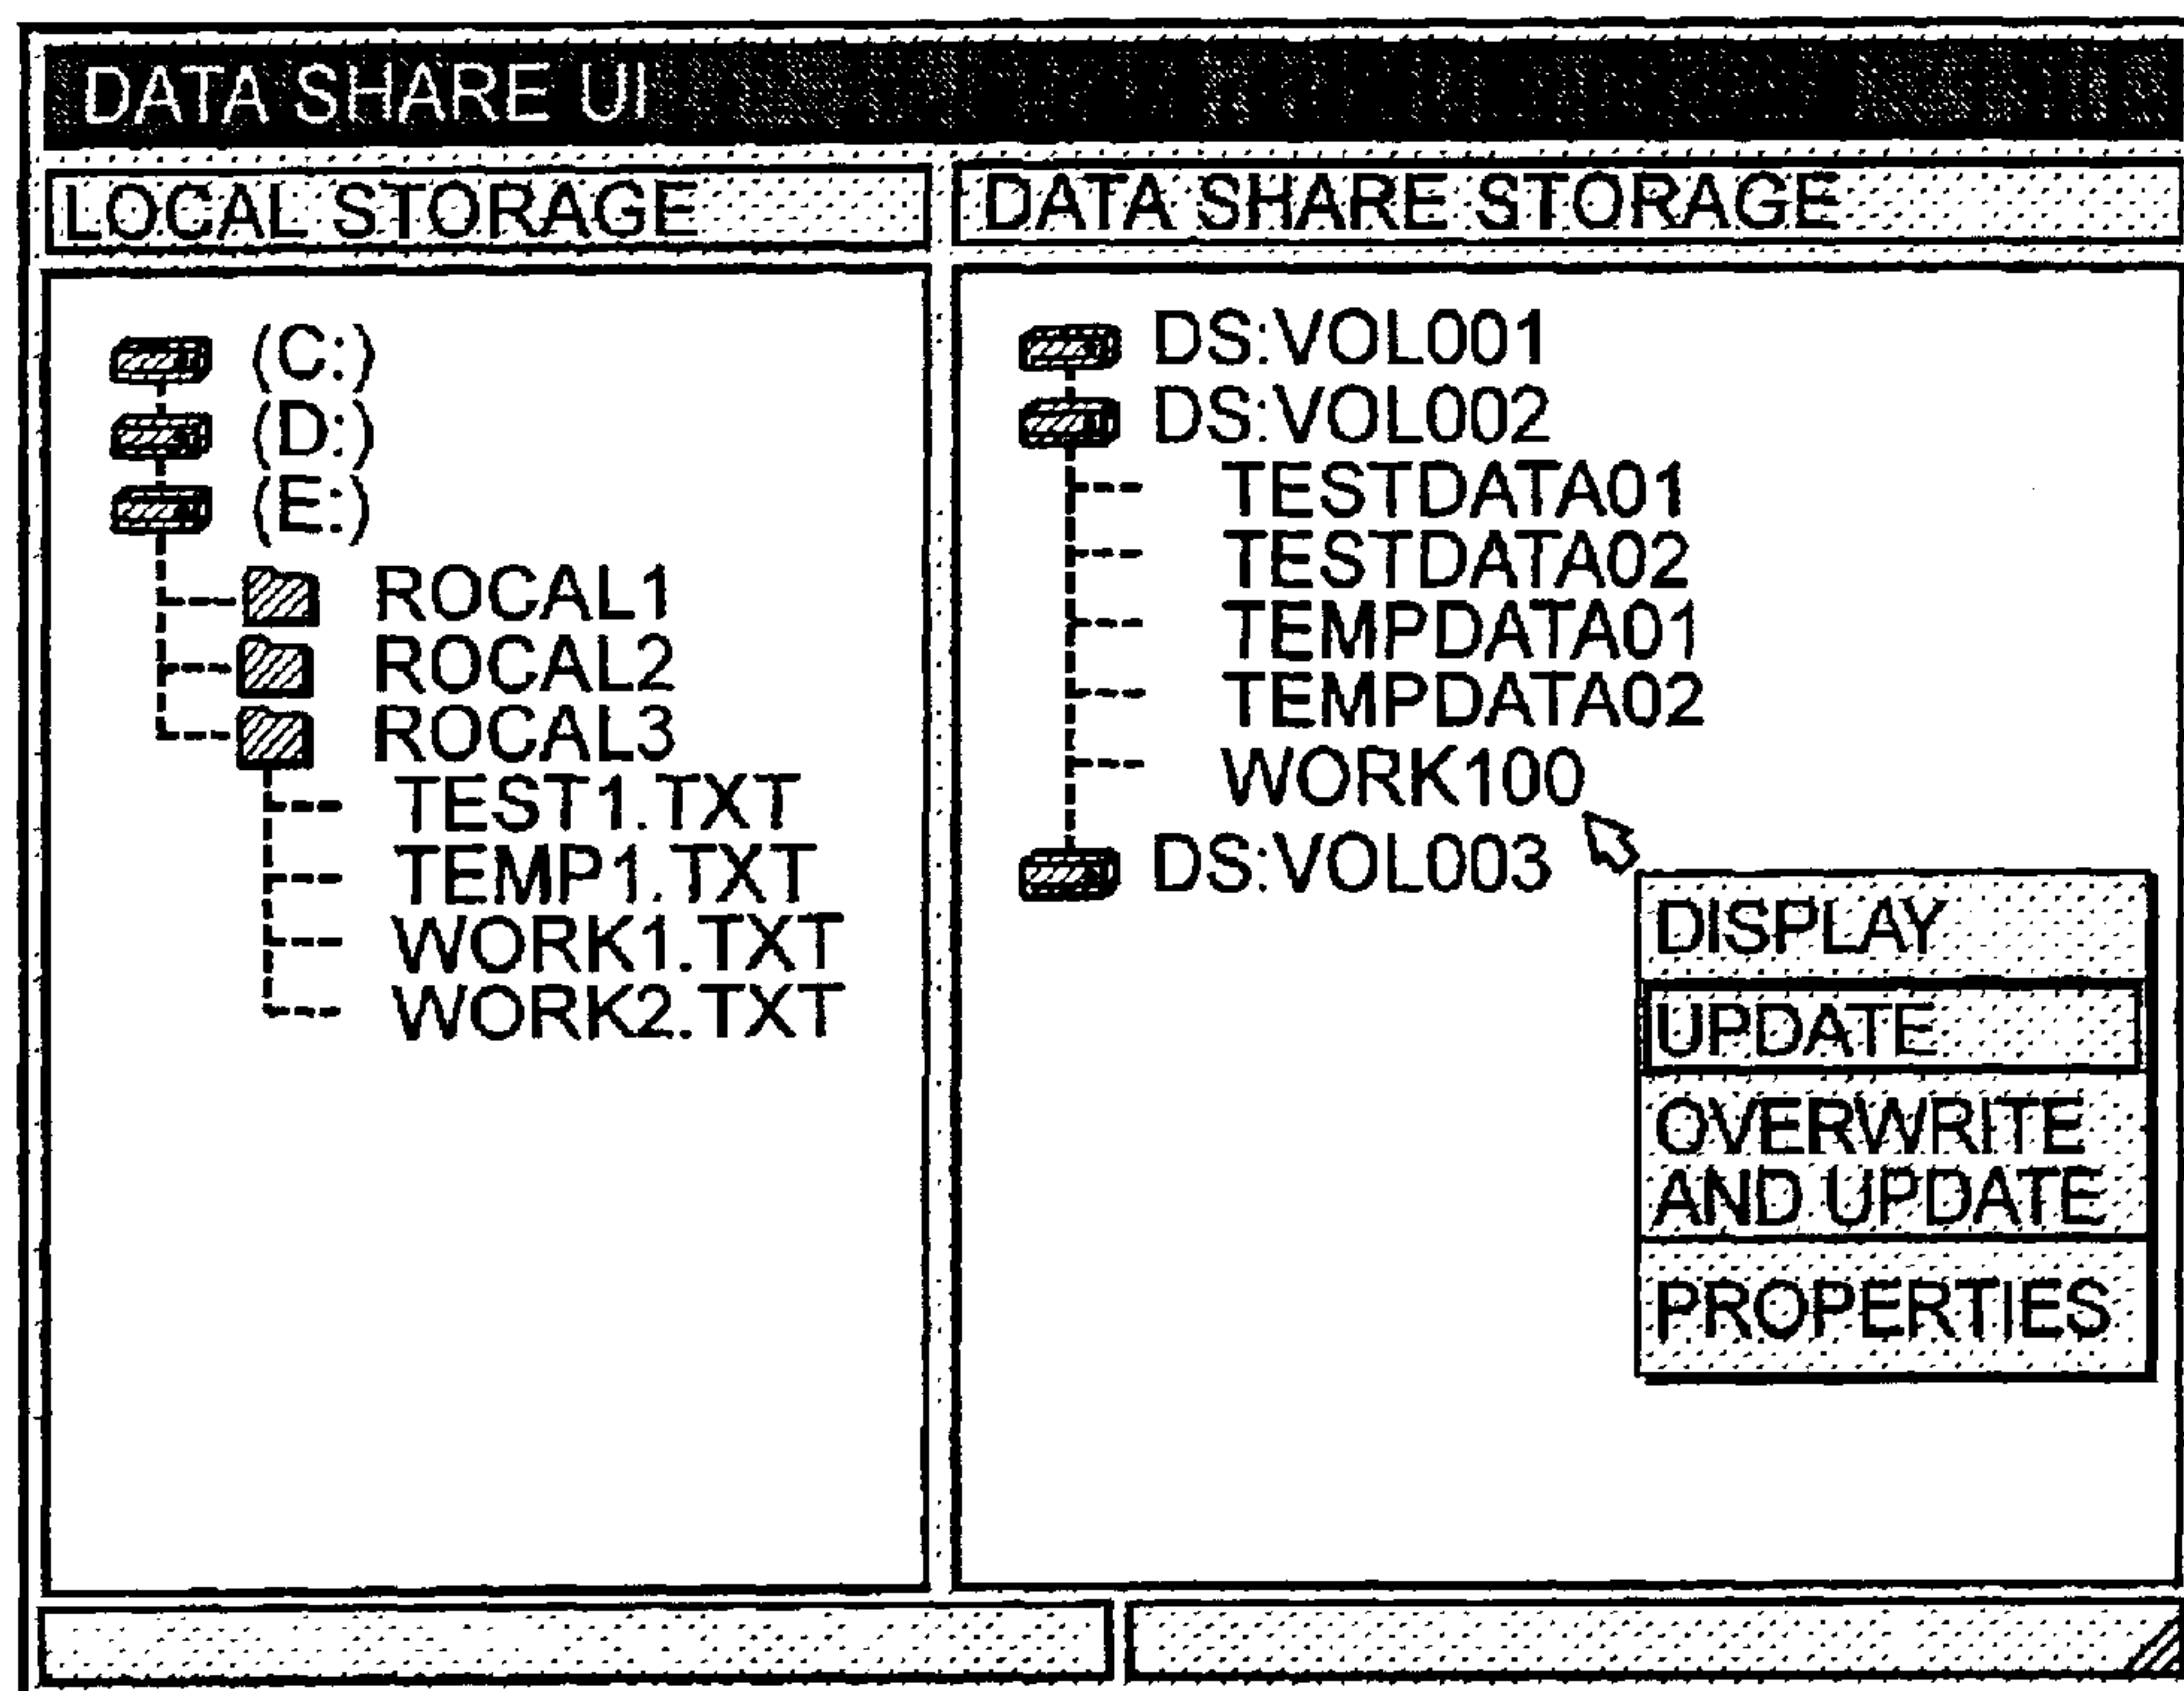 DATA SHARE UI
LOCAL STORAGE
(C:)
(D:)
(E:)
ROCAL1
ROCAL2
ROCAL3
TEST1.TXT
TEMP1.TXT
WORK1.TXT
WORK2.TXT
DATA SHARE STORAGE
DS:VOL001
DS:VOL002
TESTDATA01
TESTDATA02
TEMPDATA01
TEMPDATA02
WORK100
DS:VOL003
DISPLAY
UPDATE
OVERWRITE
AND UPDATE
PROPERTIES